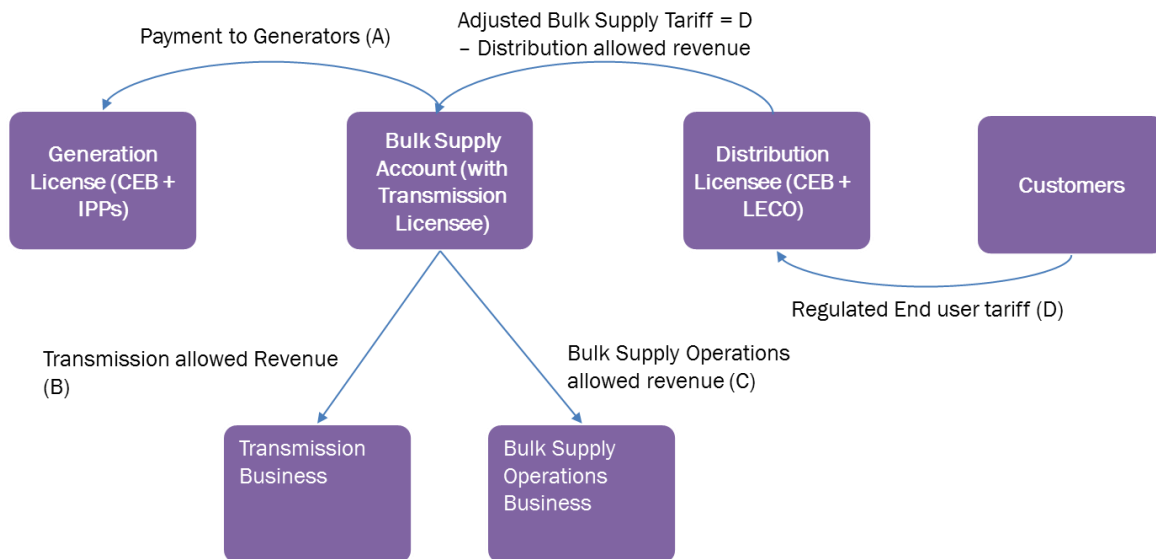 Payment to Generators (A)
Adjusted Bulk Supply Tariff = D
– Distribution allowed revenue
Generation
License (CEB +
IPPs)
Bulk Supply
Account (with
Transmission
Licensee)
Distribution
Licensee (CEB +
LECO)
Customers
Regulated End user tariff (D)
Transmission allowed Revenue
(B)
Bulk Supply Operations
allowed revenue (C)
Transmission
Business
Bulk Supply
Operations
Business